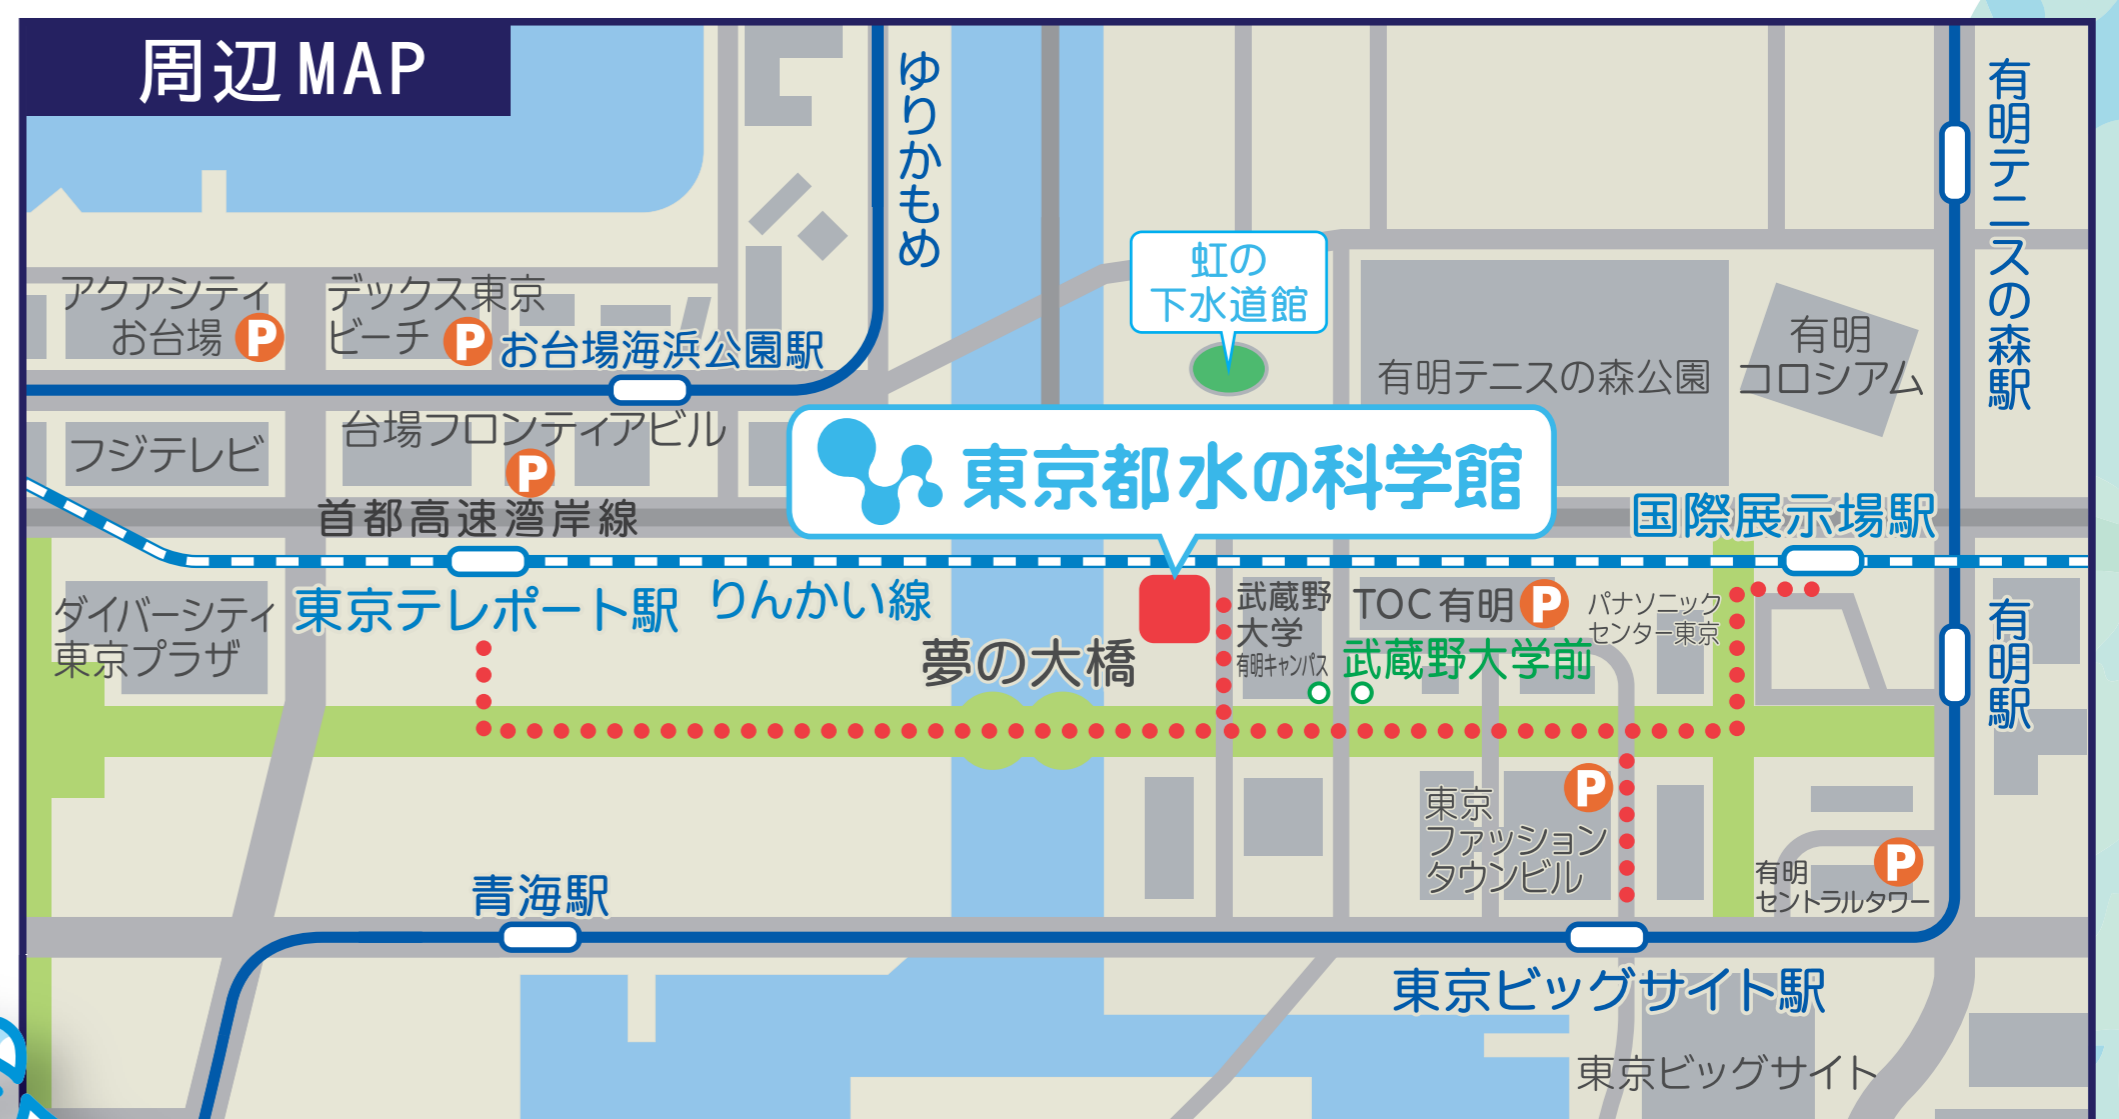 周辺MAP
ゆりかもめ
有明テニスの森駅
虹の
下水道館
アクアシティ
お台場
P
デックス東京
ビーチ
P
お台場海浜公園駅
有明テニスの森公園
有明
コロシアム
フジテレビ
台場フロンティアビル
P
首都高速湾岸線
東京都水の科学館
国際展示場駅
ダイバーシティ
東京プラザ
東京テレポート駅
りんかい線
夢の大橋
武蔵野
大学
有明キャンパス
TOC有明
P
武蔵野大学前
パナソニック
センター東京
有明駅
東京
ファッション
タウンビル
P
有明
セントラルタワー
P
青海駅
東京ビッグサイト駅
東京ビッグサイト